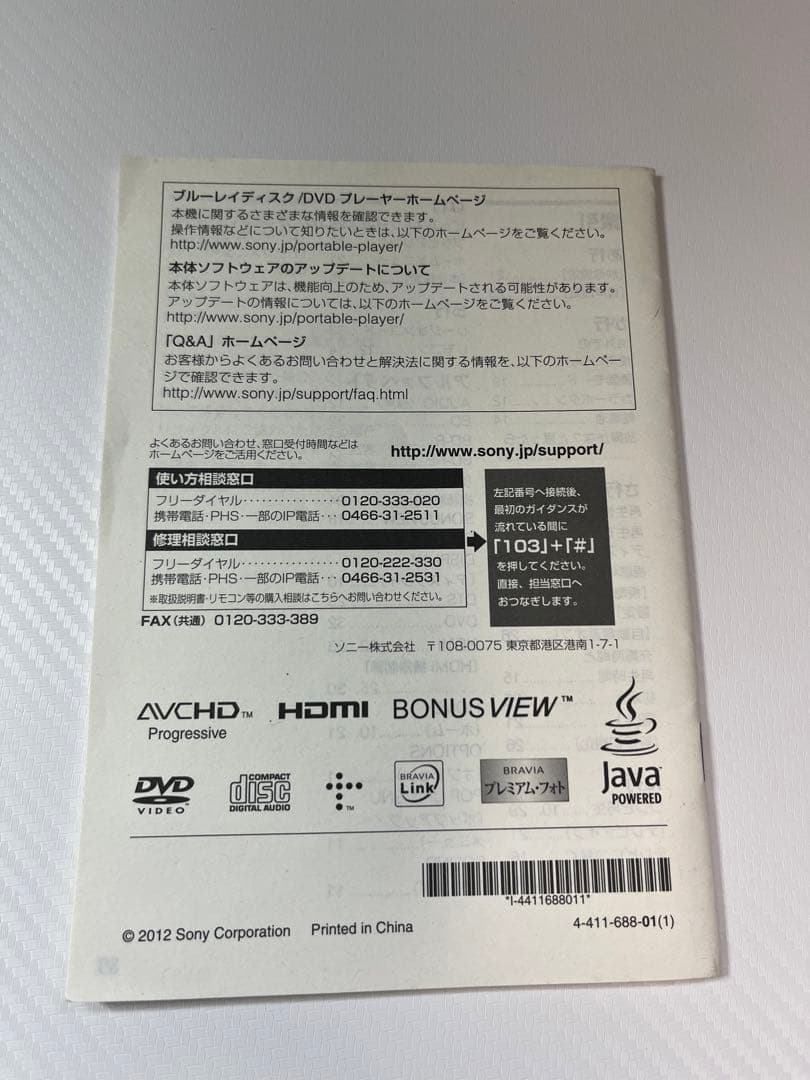 ブルーレイディスク/DVD プレーヤーホームページ
本機に関するさまざまな情報を確認できます。
操作情報などについて知りたいときは、以下のホームページをご覧ください。
http://www.sony.jp/portable-player/
本体ソフトウェアのアップデートについて
本体ソフトウェアは、機能向上のため、アップデートされる可能性があります。
アップデートの情報については、以下のホームページをご覧ください。
http://www.sony.jp/portable-player/
「Q&A」ホームページ
お客様からよくあるお問い合わせと解決法に関する情報を、以下のホームペー
ジで確認できます。
http://www.sony.jp/support/faq.html
よくあるお問い合わせ、窓口受付時間などは
ホームページをご活用ください。
http://www.sony.jp/support/
使い方相談窓口
フリーダイヤル················0120-333-020
携帯電話・PHS・一部のIP電話···0466-31-2511
修理相談窓口
フリーダイヤル················0120-222-330
携帯電話・PHS・一部のIP電話···0466-31-2531
※取扱説明書・リモコン等の購入相談はこちらへお問い合わせください。
左記番号へ接続後、
最初のガイダンスが
流れている間に
「103」+「#」
を押してください。
直接、担当窓口へ
おつなぎします。
FAX(共通) 0120-333-389
ソニー株式会社 〒108-0075 東京都港区港南1-7-1
AVCHD™
Progressive
HDMI
BONUSVIEW™
Java
POWERED
DVD
VIDEO
COMPACT
disc
DIGITAL AUDIO
™
BRAVIA
Link
BRAVIA
プレミアム・フォト
*I-4411688011*
4-411-688-01(1)
© 2012 Sony Corporation Printed in China